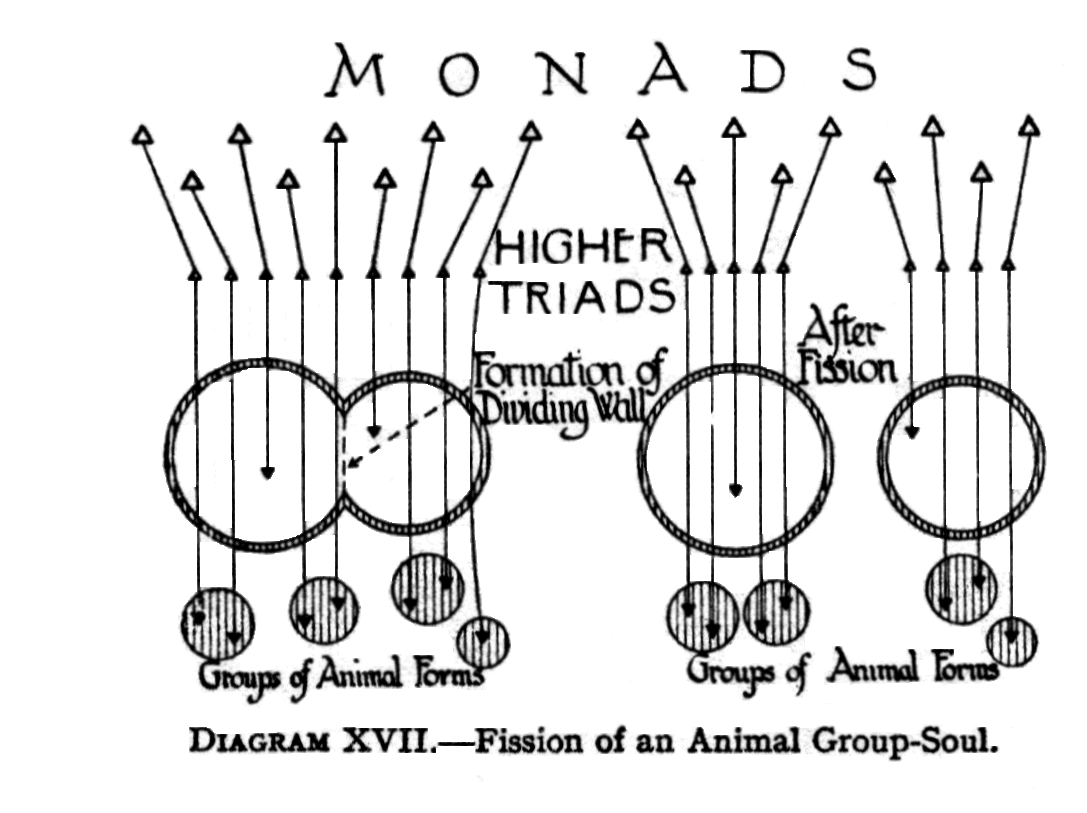 MONADS
HIGHER
TRIADS
Formation of
Dividing Wall
After
Fission
Groups of Animal Forms
Groups of Animal Forms
DIAGRAM XVII.—Fission of an Animal Group-Soul.